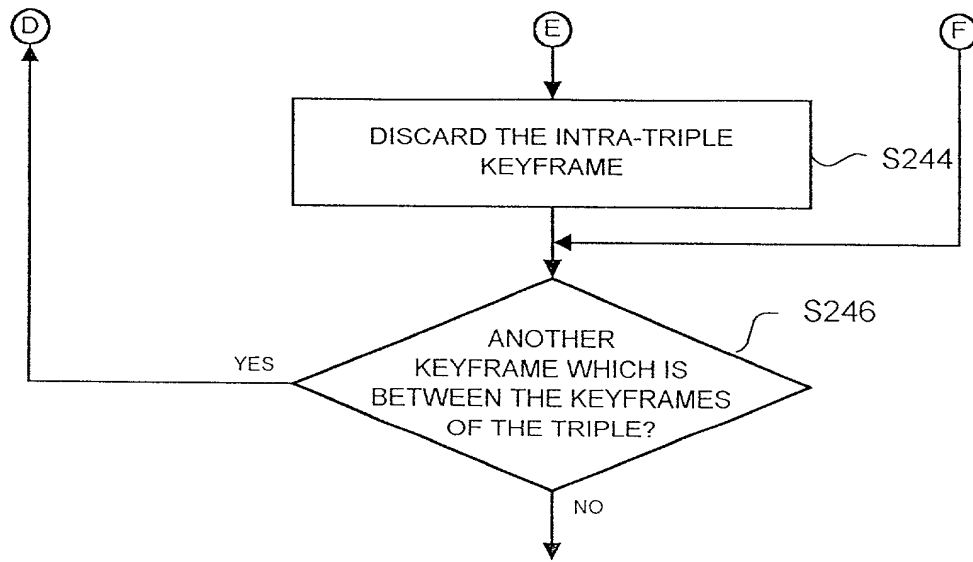 D
E
F
DISCARD THE INTRA-TRIPLE
KEYFRAME
S244
S246
ANOTHER
KEYFRAME WHICH IS
BETWEEN THE KEYFRAMES
OF THE TRIPLE?
YES
NO